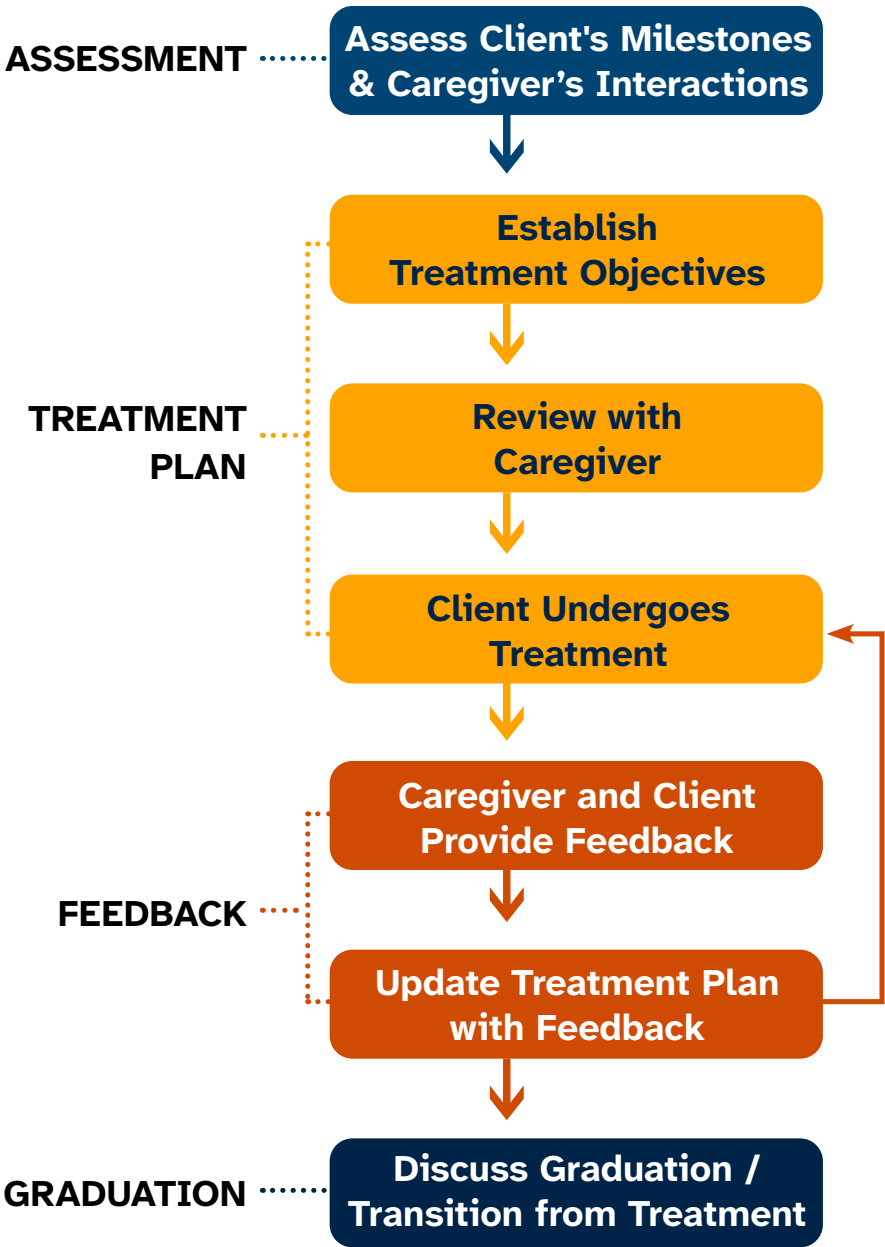 ASSESSMENT
Assess Client's Milestones
& Caregiver’s Interactions
Establish
Treatment Objectives
TREATMENT
PLAN
Review with
Caregiver
Client Undergoes
Treatment
Caregiver and Client
Provide Feedback
FEEDBACK
Update Treatment Plan
with Feedback
GRADUATION
Discuss Graduation /
Transition from Treatment